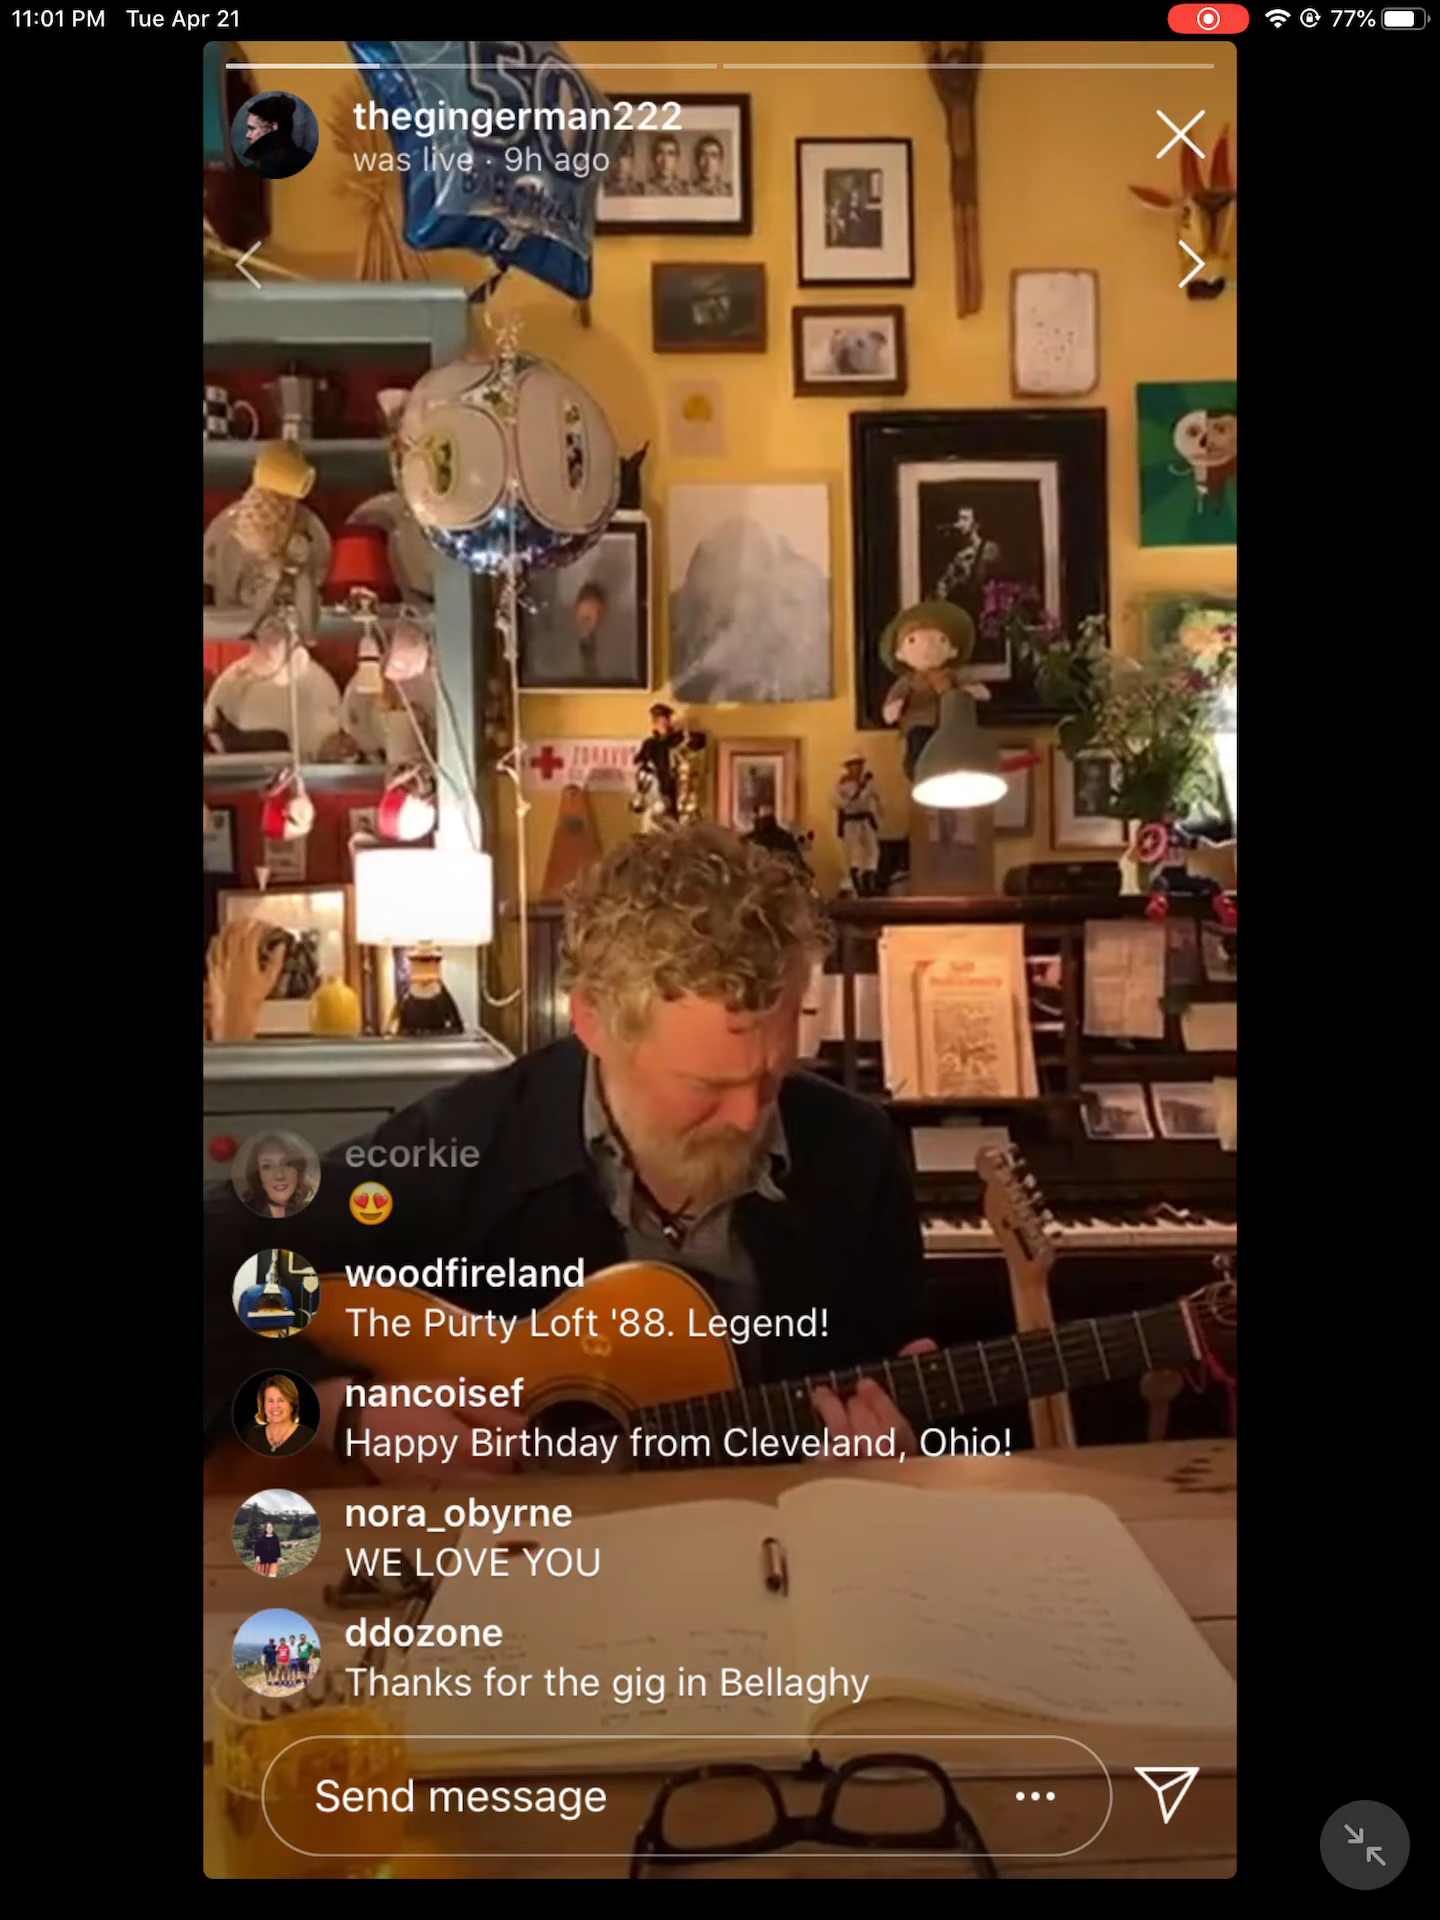 11:01 PM Tue Apr 21
77%
thegingerman222
was live · 9h ago
50
50
ecorkie
😍
woodfireland
The Purty Loft '88. Legend!
nancoisef
Happy Birthday from Cleveland, Ohio!
nora_obyrne
WE LOVE YOU
ddozone
Thanks for the gig in Bellaghy
Send message